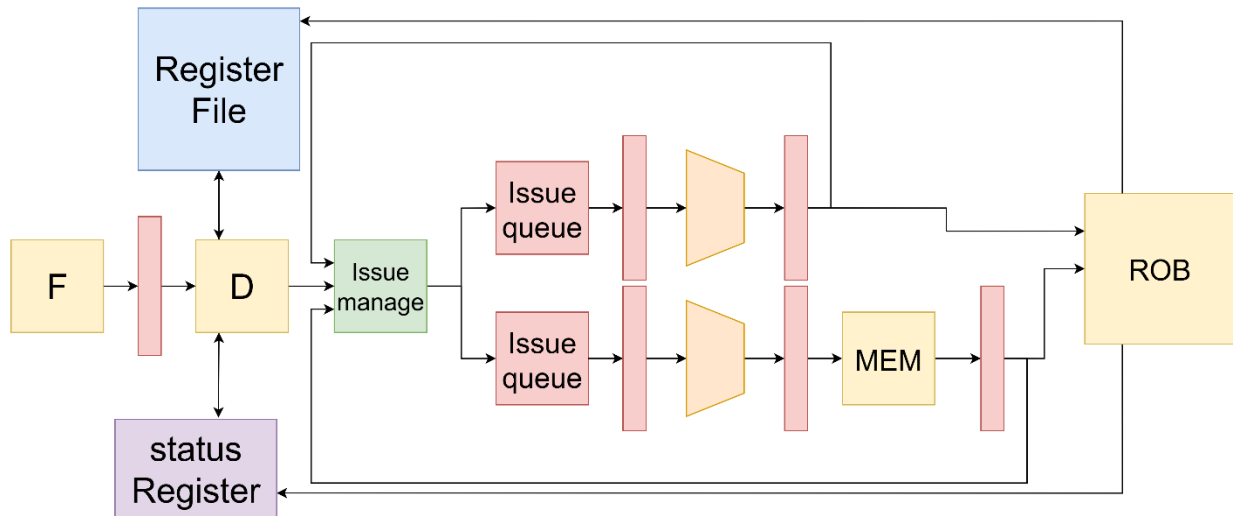 Register
File
F
D
Issue
manage
Issue
queue
Issue
queue
MEM
ROB
status
Register